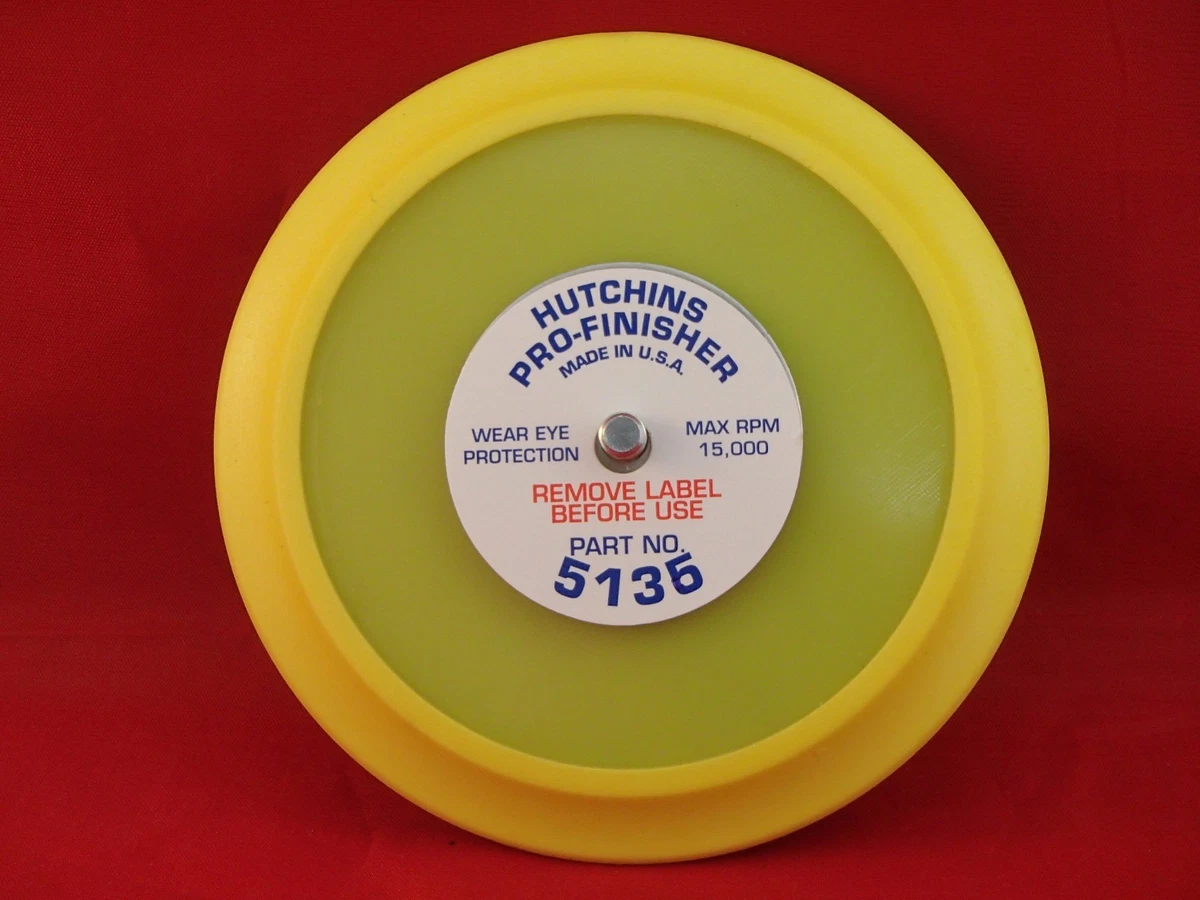 HUTCHINS
PRO-FINISHER
MADE IN U.S.A.
WEAR EYE
PROTECTION
MAX RPM
15,000
REMOVE LABEL
BEFORE USE
PART NO.
5135